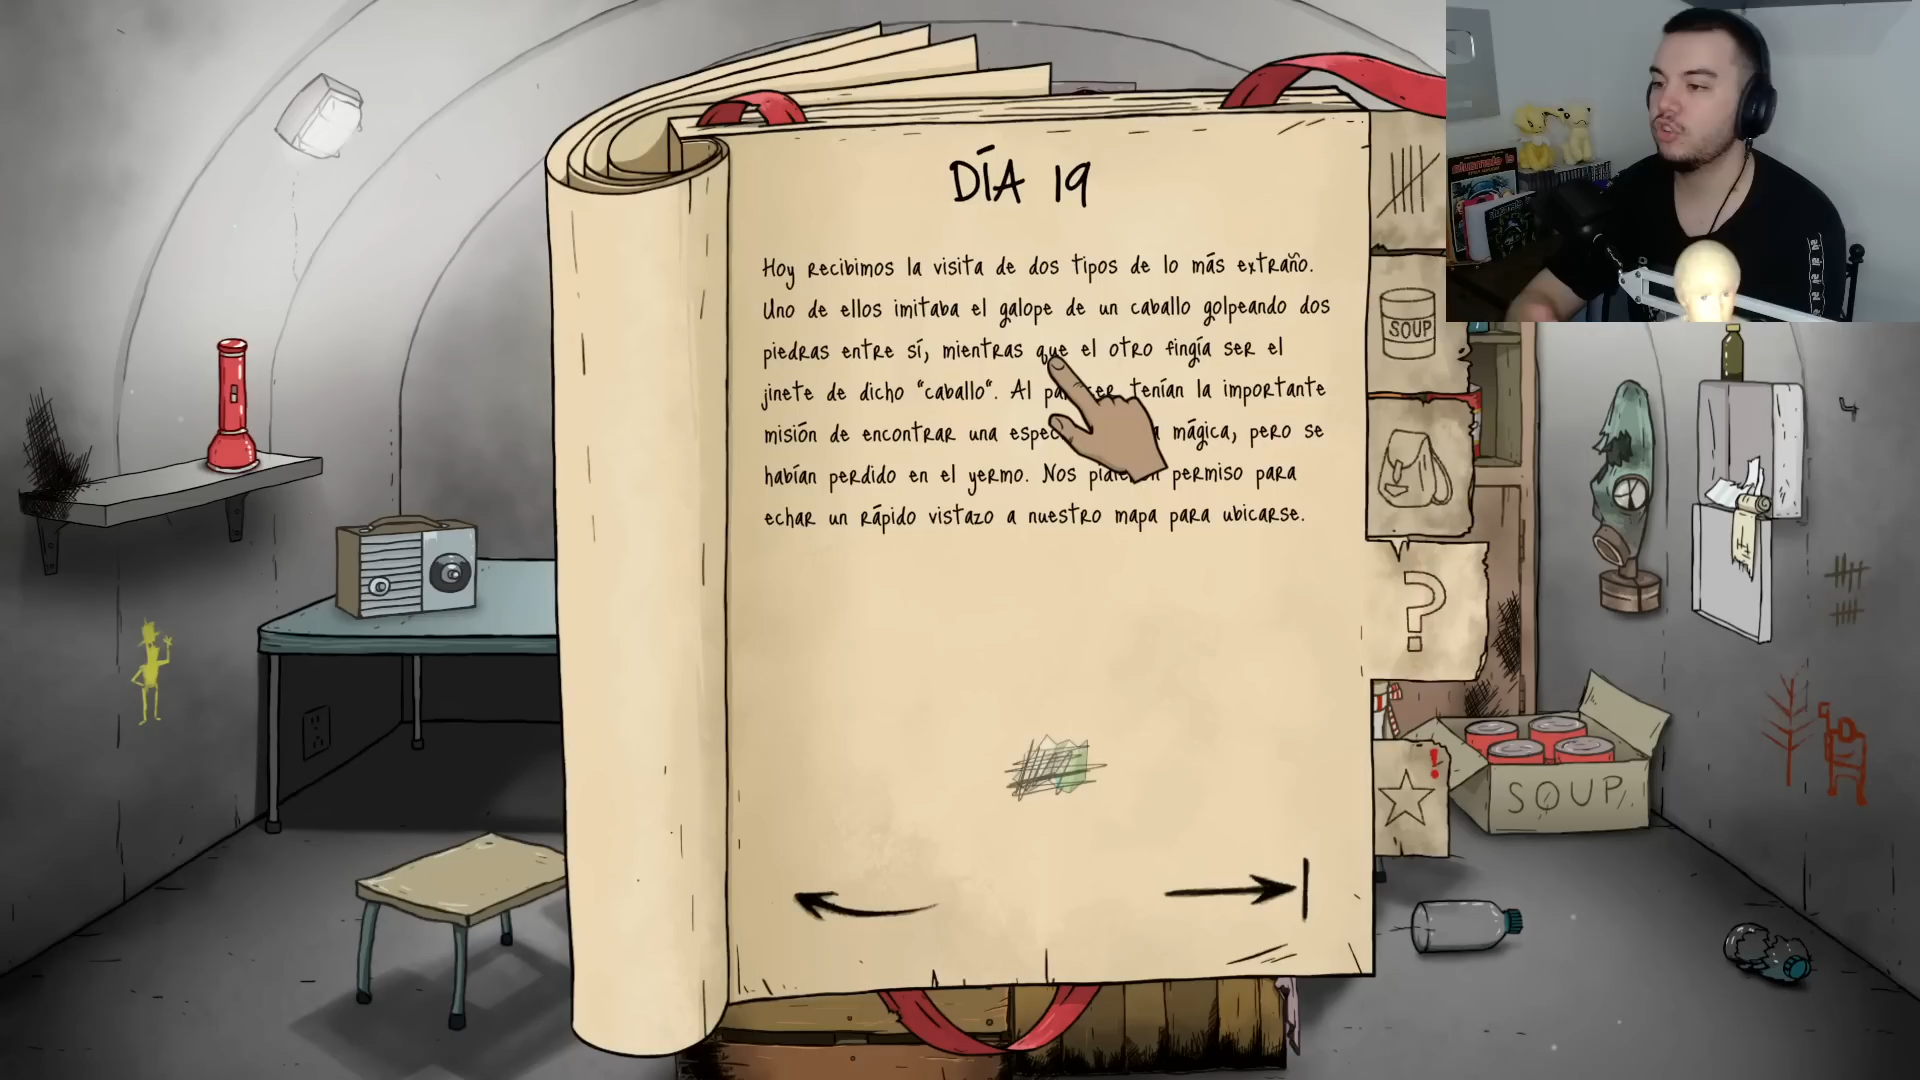 DÍA 19
Hoy recibimos la visita de dos tipos de lo más extraño.
Uno de ellos imitaba el galope de un caballo golpeando dos
piedras entre sí, mientras que el otro fingía ser el
jinete de dicho "caballo". Al tenían la importante
misión de encontrar una mágica, pero se
habían perdido en el yermo. Nos permiso para
echar un rápido vistazo a nuestro mapa para ubicarse.
SOUP
?
!
SOUP